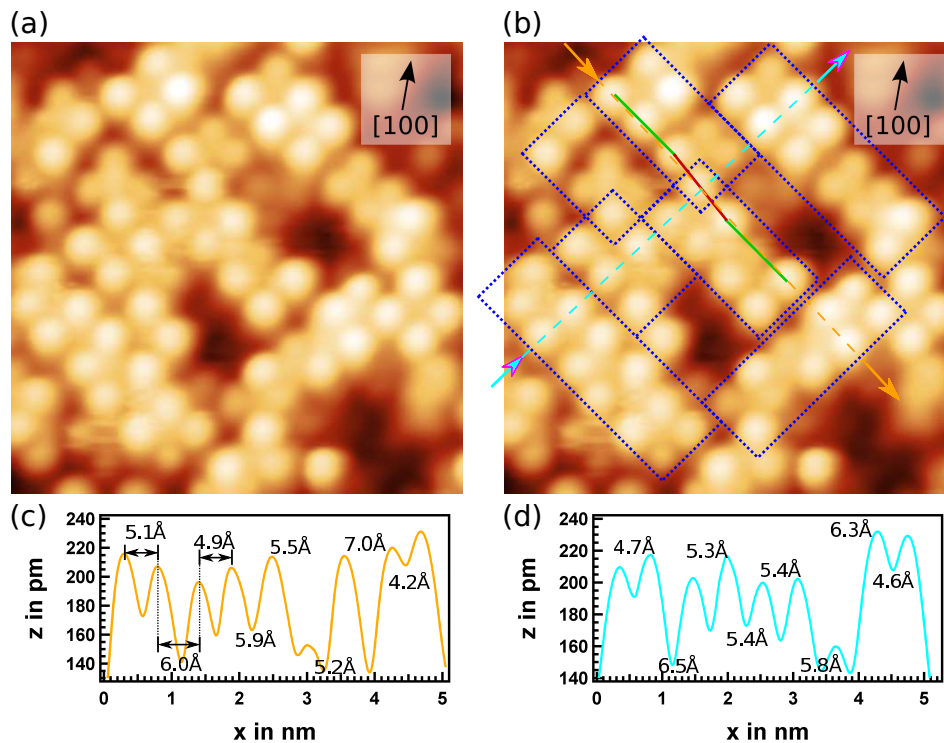 (a)
(b)
[100]
[100]
(c)
(d)
240
220
200
180
160
140
z in pm
5.1Å
4.9Å
5.5Å
7.0Å
4.2Å
6.0Å
5.9Å
5.2Å
0 1 2 3 4 5
x in nm
240
220
200
180
160
140
z in pm
4.7Å
5.3Å
5.4Å
6.3Å
4.6Å
6.5Å
5.4Å
5.8Å
0 1 2 3 4 5
x in nm